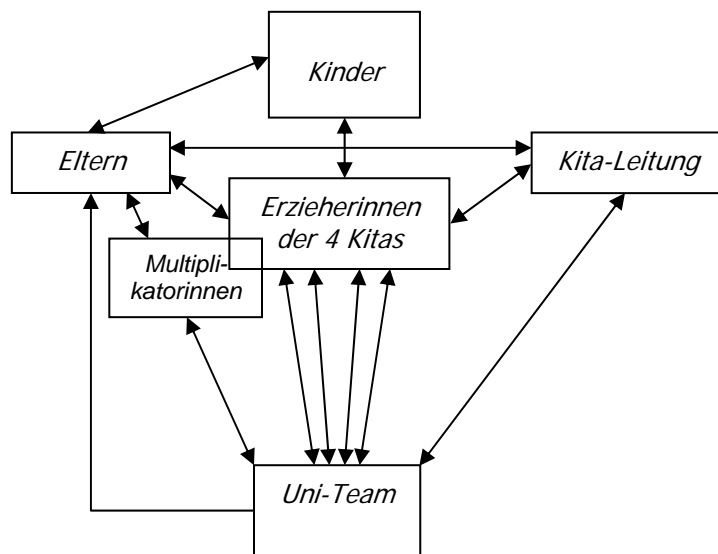 Kinder
Eltern
Kita-Leitung
Erzieherinnen
der 4 Kitas
Multipli-
katorinnen
Uni-Team